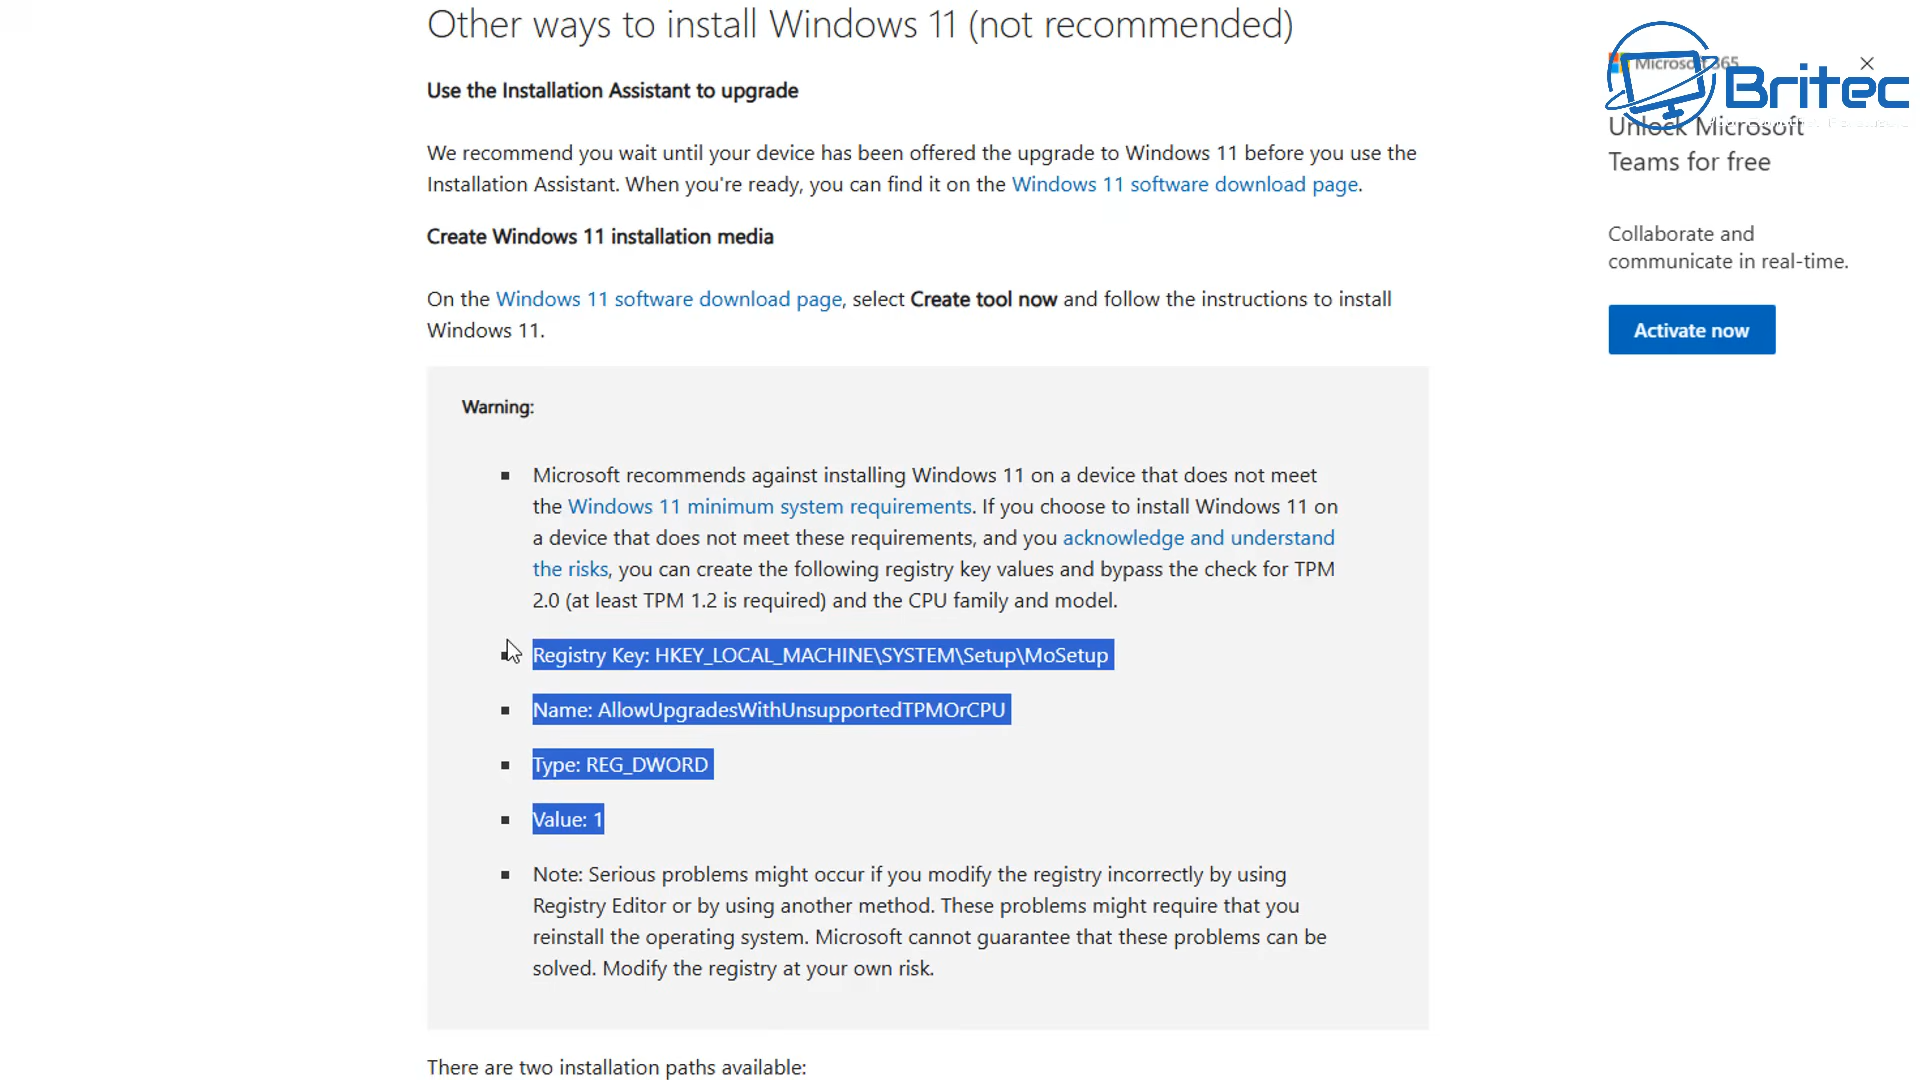 Other ways to install Windows 11 (not recommended)
Use the Installation Assistant to upgrade
We recommend you wait until your device has been offered the upgrade to Windows 11 before you use the
Installation Assistant. When you're ready, you can find it on the Windows 11 software download page.
Create Windows 11 installation media
On the Windows 11 software download page, select Create tool now and follow the instructions to install
Windows 11.
Warning:
Microsoft recommends against installing Windows 11 on a device that does not meet
the Windows 11 minimum system requirements. If you choose to install Windows 11 on
a device that does not meet these requirements, and you acknowledge and understand
the risks, you can create the following registry key values and bypass the check for TPM
2.0 (at least TPM 1.2 is required) and the CPU family and model.
Registry Key: HKEY_LOCAL_MACHINE\SYSTEM\Setup\MoSetup
Name: AllowUpgradesWithUnsupportedTPMOrCPU
Type: REG_DWORD
Value: 1
Note: Serious problems might occur if you modify the registry incorrectly by using
Registry Editor or by using another method. These problems might require that you
reinstall the operating system. Microsoft cannot guarantee that these problems can be
solved. Modify the registry at your own risk.
There are two installation paths available:
Microsoft 365
Britec
Unlock Microsoft
Teams for free
Collaborate and
communicate in real-time.
Activate now